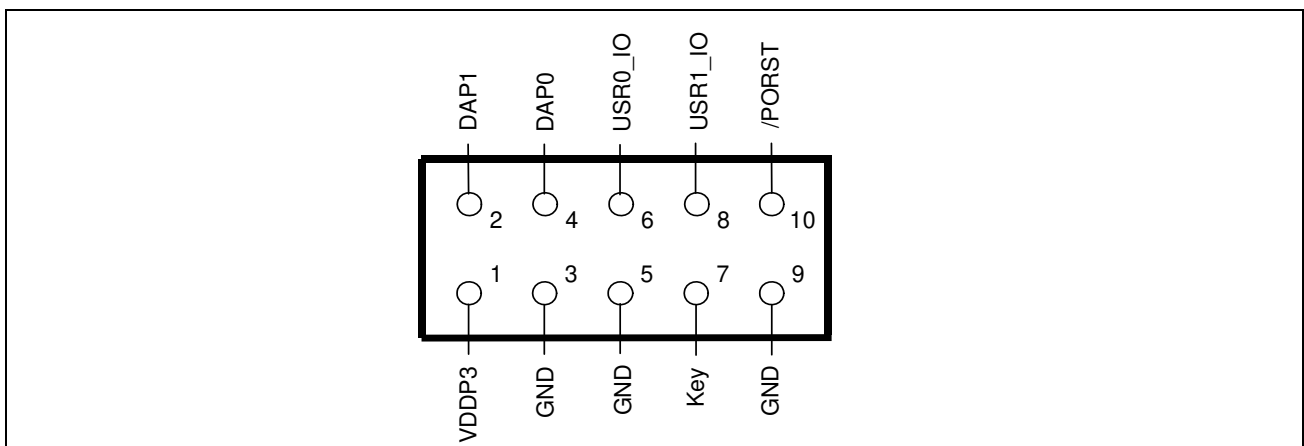 DAP1
DAP0
USR0_IO
USR1_IO
/PORST
2
4
6
8
10
1
3
5
7
9
VDDP3
GND
GND
Key
GND